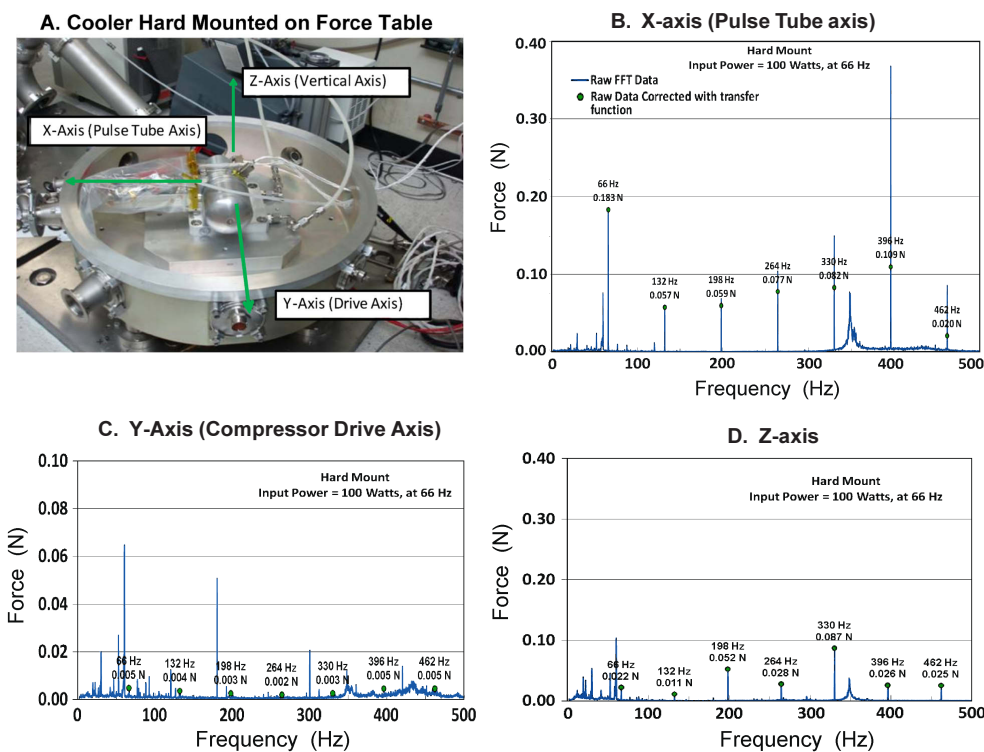 A. Cooler Hard Mounted on Force Table
Z-Axis (Vertical Axis)
X-Axis (Pulse Tube Axis)
Y-Axis (Drive Axis)
B. X-axis (Pulse Tube axis)
Hard Mount
Input Power = 100 Watts, at 66 Hz
Raw FFT Data
Raw Data Corrected with transfer
function
0.40
0.30
0.20
0.10
0.00
Force (N)
66 Hz
0.183 N
132 Hz
0.057 N
198 Hz
0.059 N
264 Hz
0.077 N
330 Hz
0.082 N
396 Hz
0.109 N
462 Hz
0.020 N
0 100 200 300 400 500
Frequency (Hz)
C. Y-Axis (Compressor Drive Axis)
Hard Mount
Input Power = 100 Watts, at 66 Hz
0.10
0.08
0.06
0.04
0.02
0.00
Force (N)
66 Hz
0.005 N
132 Hz
0.004 N
198 Hz
0.003 N
264 Hz
0.002 N
330 Hz
0.003 N
396 Hz
0.005 N
462 Hz
0.005 N
0 100 200 300 400 500
Frequency (Hz)
D. Z-axis
Hard Mount
Input Power = 100 Watts, at 66 Hz
0.40
0.30
0.20
0.10
0.00
Force (N)
66 Hz
0.022 N
132 Hz
0.011 N
198 Hz
0.052 N
264 Hz
0.028 N
330 Hz
0.087 N
396 Hz
0.026 N
462 Hz
0.025 N
0 100 200 300 400 500
Frequency (Hz)